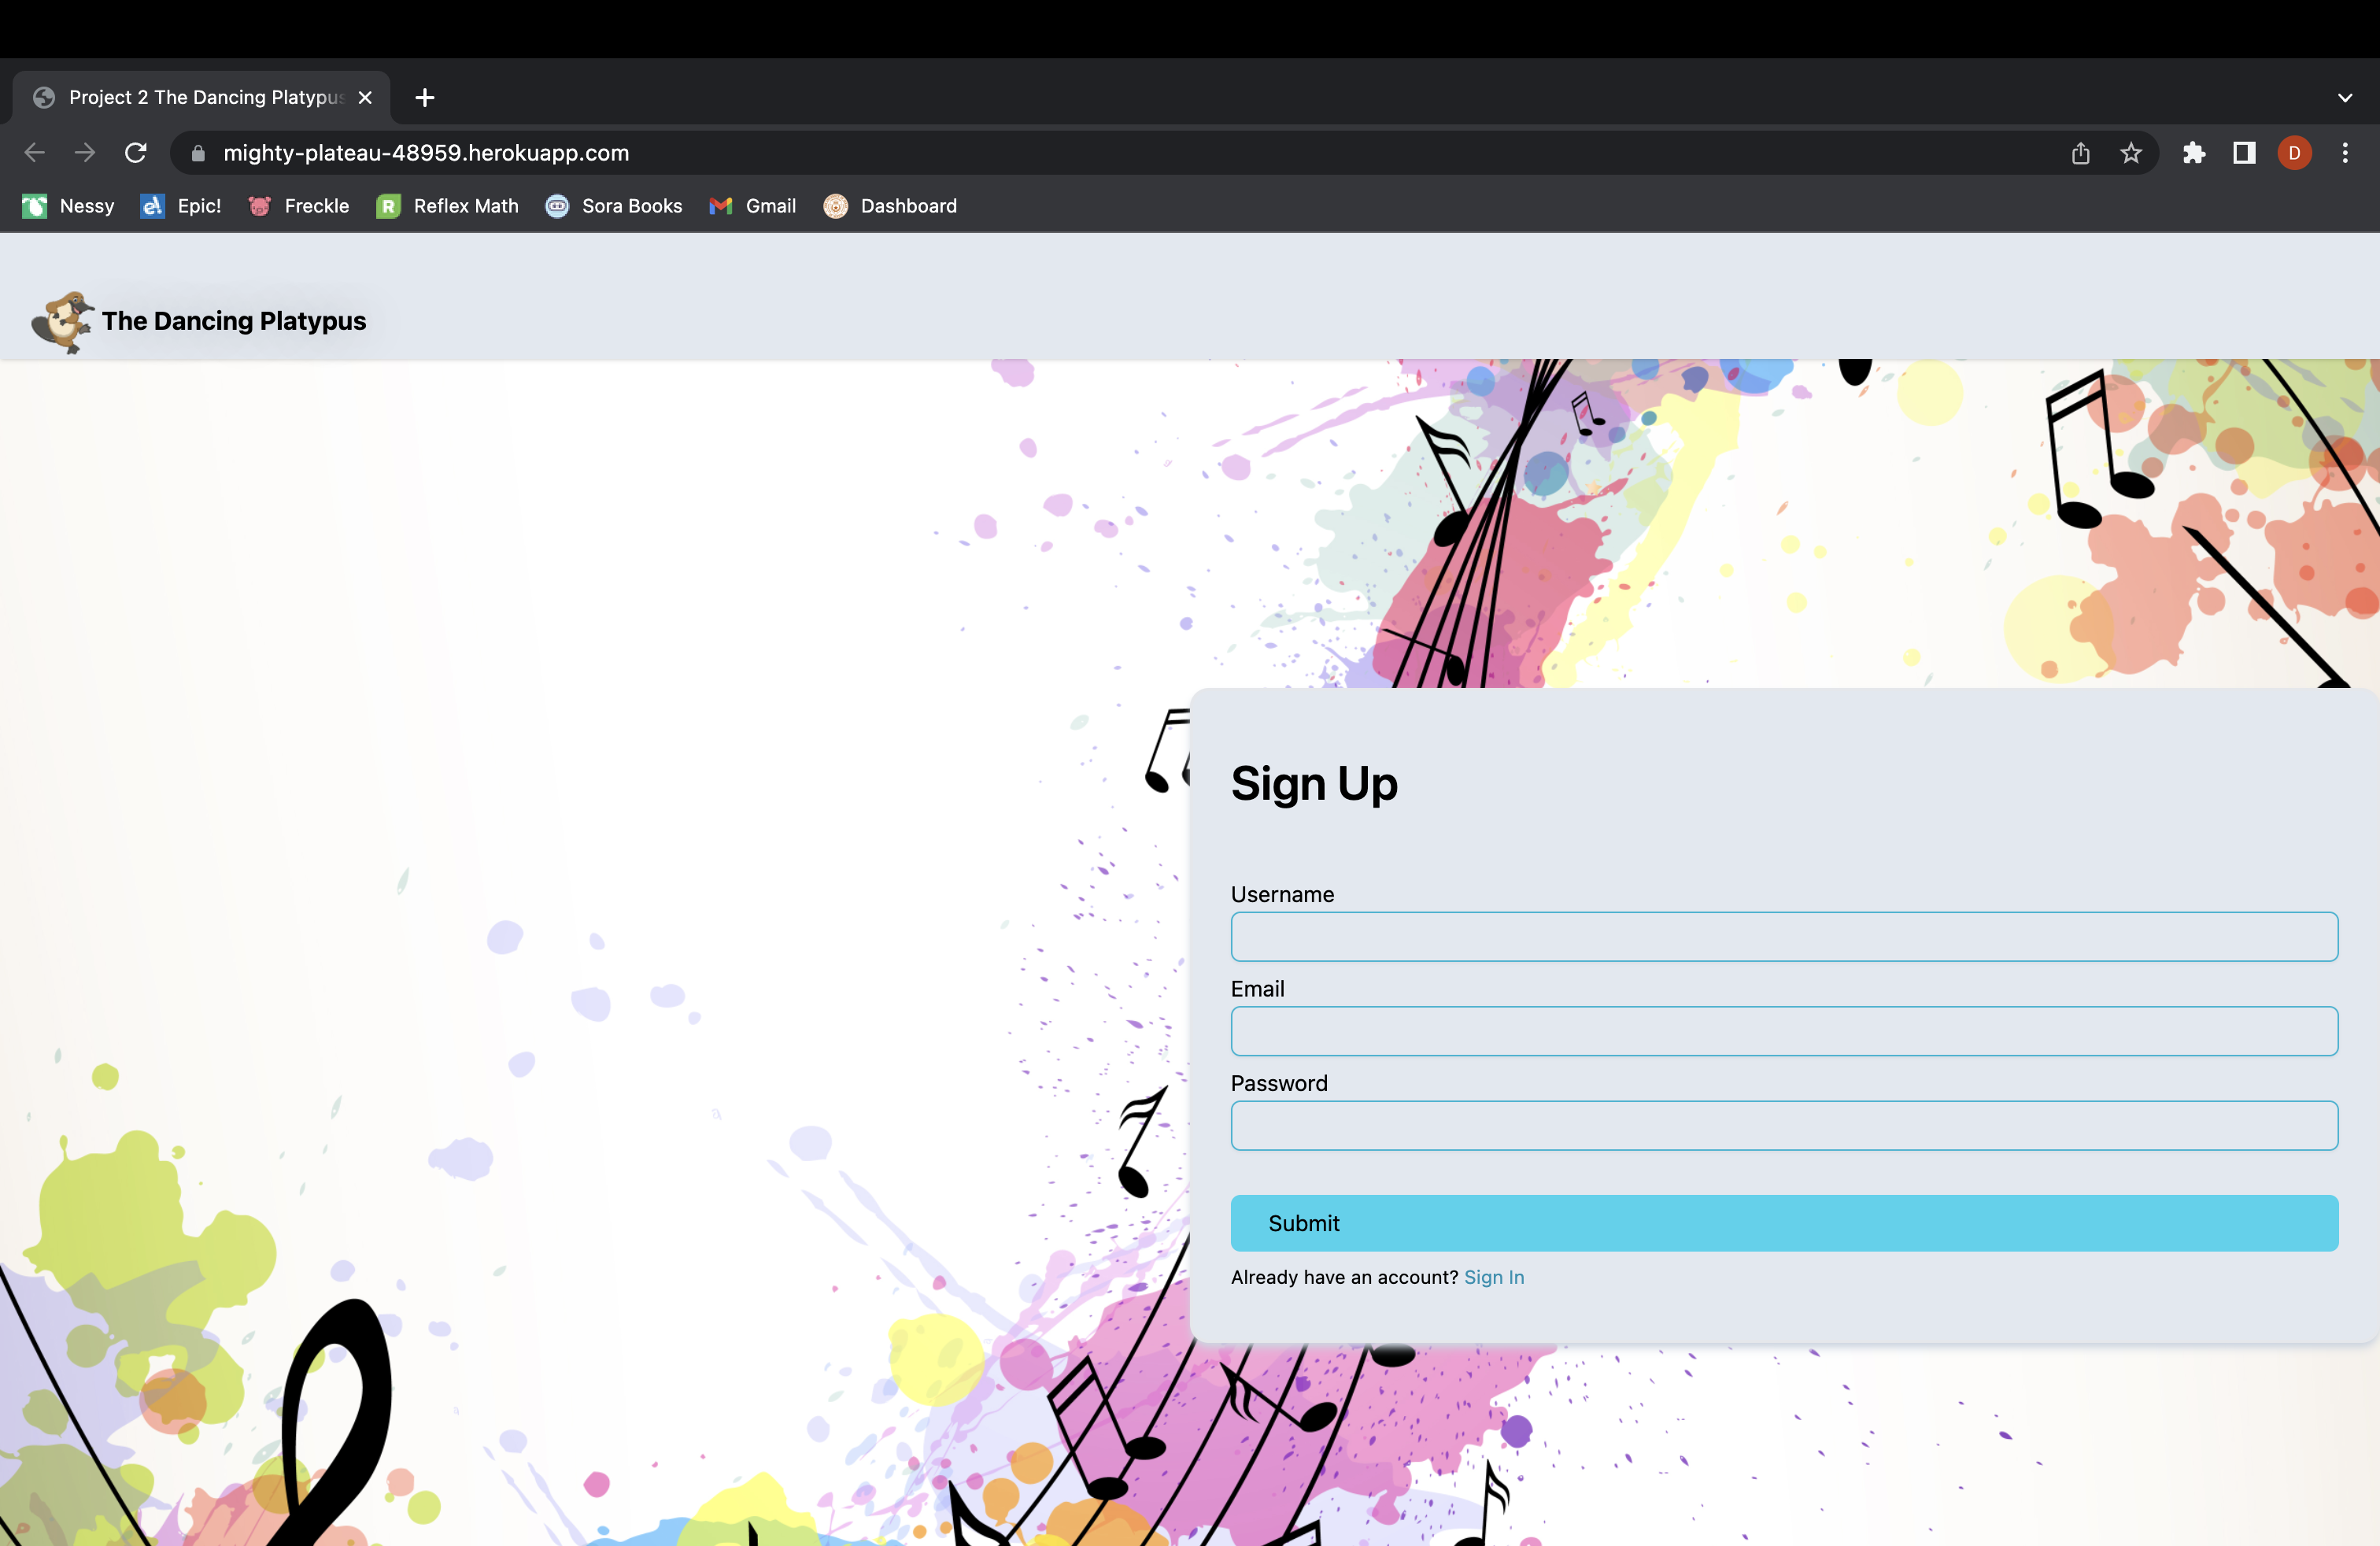 Project 2 The Dancing Platypus
mighty-plateau-48959.herokuapp.com
D
Nessy
e!
Epic!
Freckle
R
Reflex Math
Sora Books
Gmail
Dashboard
The Dancing Platypus
Sign Up
Username
Email
Password
Submit
Already have an account? Sign In